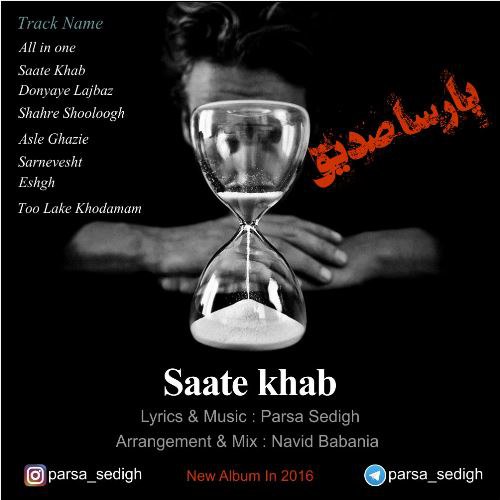 Track Name
All in one
Saate Khab
Donyaye Lajbaz
Shahre Shooloogh
Asle Ghazie
Sarnevesht
Eshgh
Too Lake Khodamam
پارسا صدیق
Saate khab
Lyrics & Music : Parsa Sedigh
Arrangement & Mix : Navid Babania
parsa_sedigh
New Album In 2016
parsa_sedigh